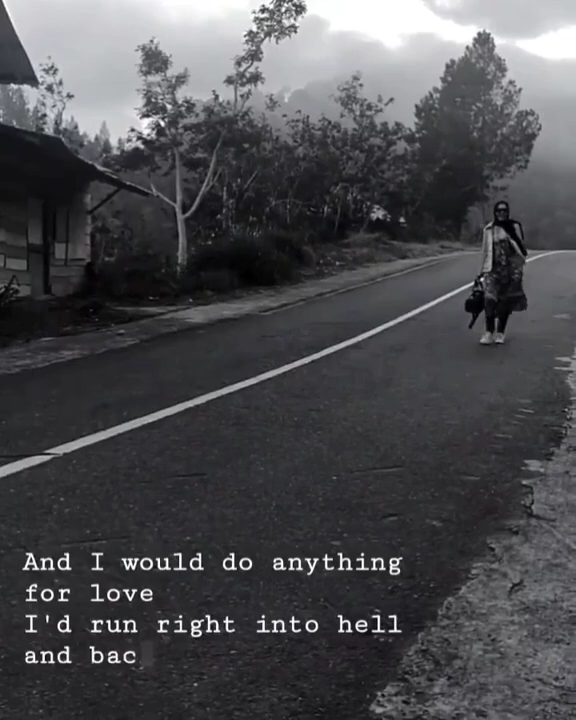 And I would do anything
for love
I'd run right into hell
and bac